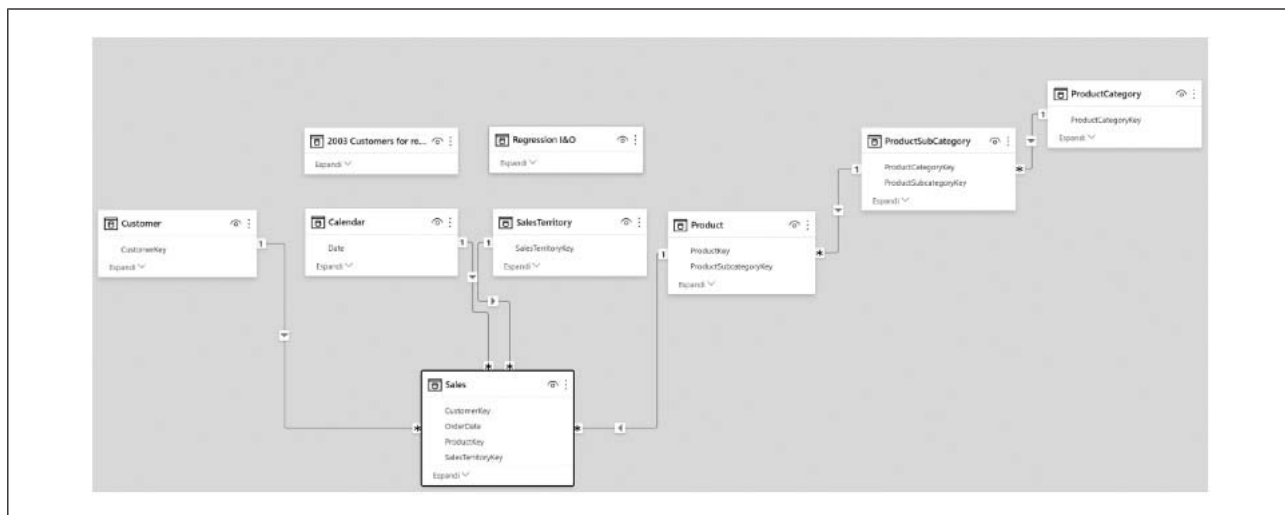 ProductCategory
ProductCategoryKey
Espandi
2003 Customers for re...
Espandi
Regression I&O
Espandi
ProductSubCategory
ProductCategoryKey
ProductSubcategoryKey
Espandi
Customer
CustomerKey
Espandi
Calendar
Date
Espandi
SalesTerritory
SalesTerritoryKey
Espandi
Product
ProductKey
ProductSubcategoryKey
Espandi
1
1
1
1
1
1
*
*
*
*
*
*
Sales
CustomerKey
OrderDate
ProductKey
SalesTerritoryKey
Espandi